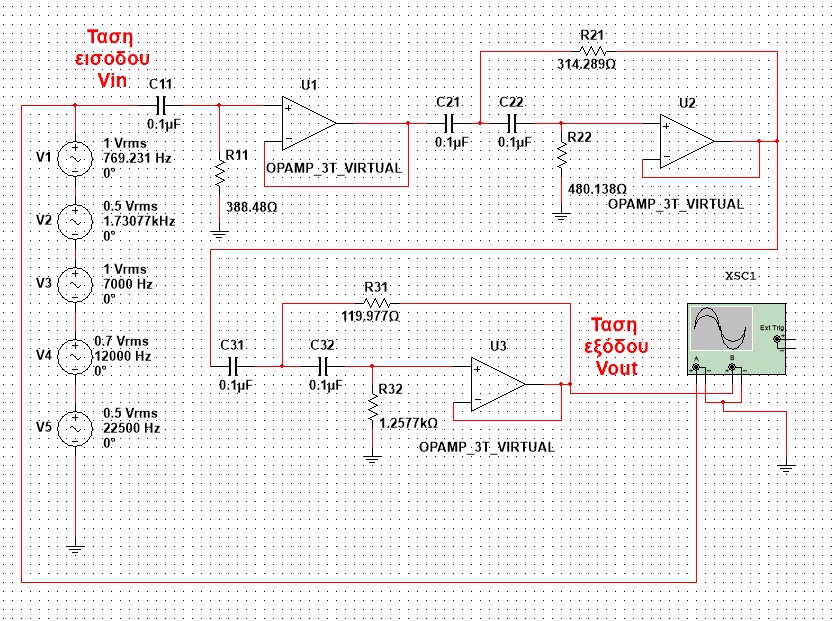 Ταση
εισοδου
Vin
C11
0.1µF
U1
OPAMP_3T_VIRTUAL
R11
388.48Ω
C21
0.1µF
C22
0.1µF
R21
314.289Ω
R22
480.138Ω
U2
OPAMP_3T_VIRTUAL
V1
1 Vrms
769.231 Hz
0°
V2
0.5 Vrms
1.73077kHz
0°
V3
1 Vrms
7000 Hz
0°
V4
0.7 Vrms
12000 Hz
0°
V5
0.5 Vrms
22500 Hz
0°
C31
0.1µF
C32
0.1µF
R31
119.977Ω
R32
1.2577kΩ
U3
OPAMP_3T_VIRTUAL
Ταση
εξόδου
Vout
XSC1
Ext Trig
A
B